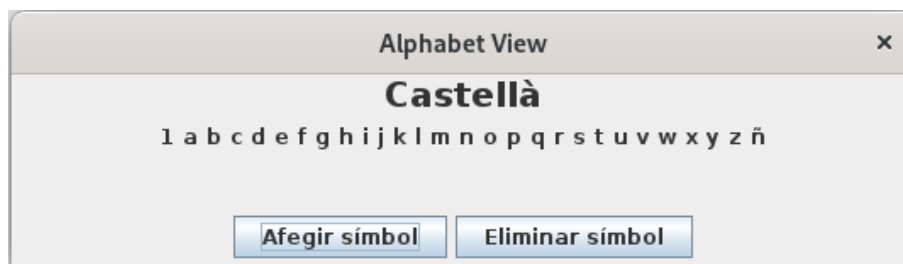 Alphabet View ×
Castellà
1 a b c d e f g h i j k l m n o p q r s t u v w x y z ñ
Afegir símbol Eliminar símbol